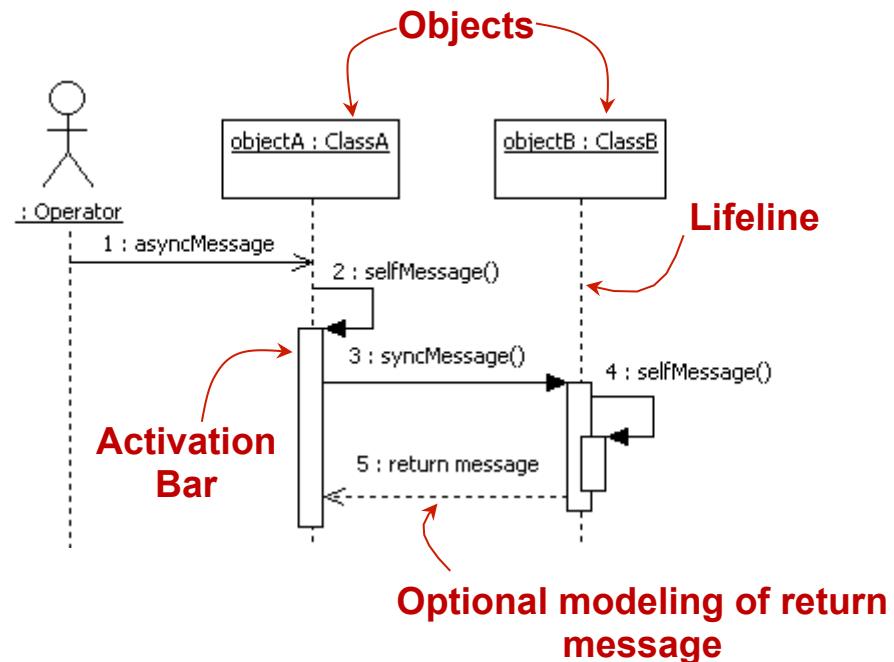 Objects
objectA : ClassA
objectB : ClassB
: Operator
Lifeline
1 : asyncMessage
2 : selfMessage()
3 : syncMessage()
4 : selfMessage()
Activation
Bar
5 : return message
Optional modeling of return
message